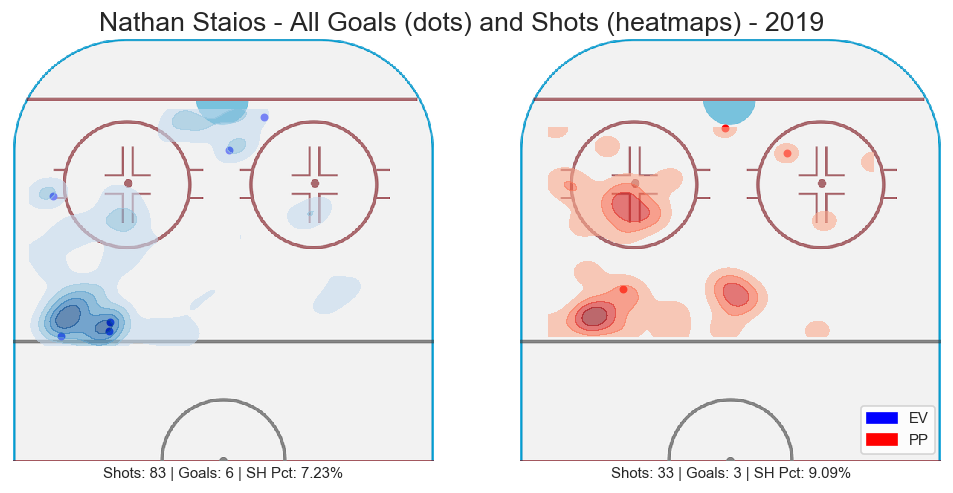 Nathan Staios - All Goals (dots) and Shots (heatmaps) - 2019
EV
PP
Shots: 83 | Goals: 6 | SH Pct: 7.23%
Shots: 33 | Goals: 3 | SH Pct: 9.09%